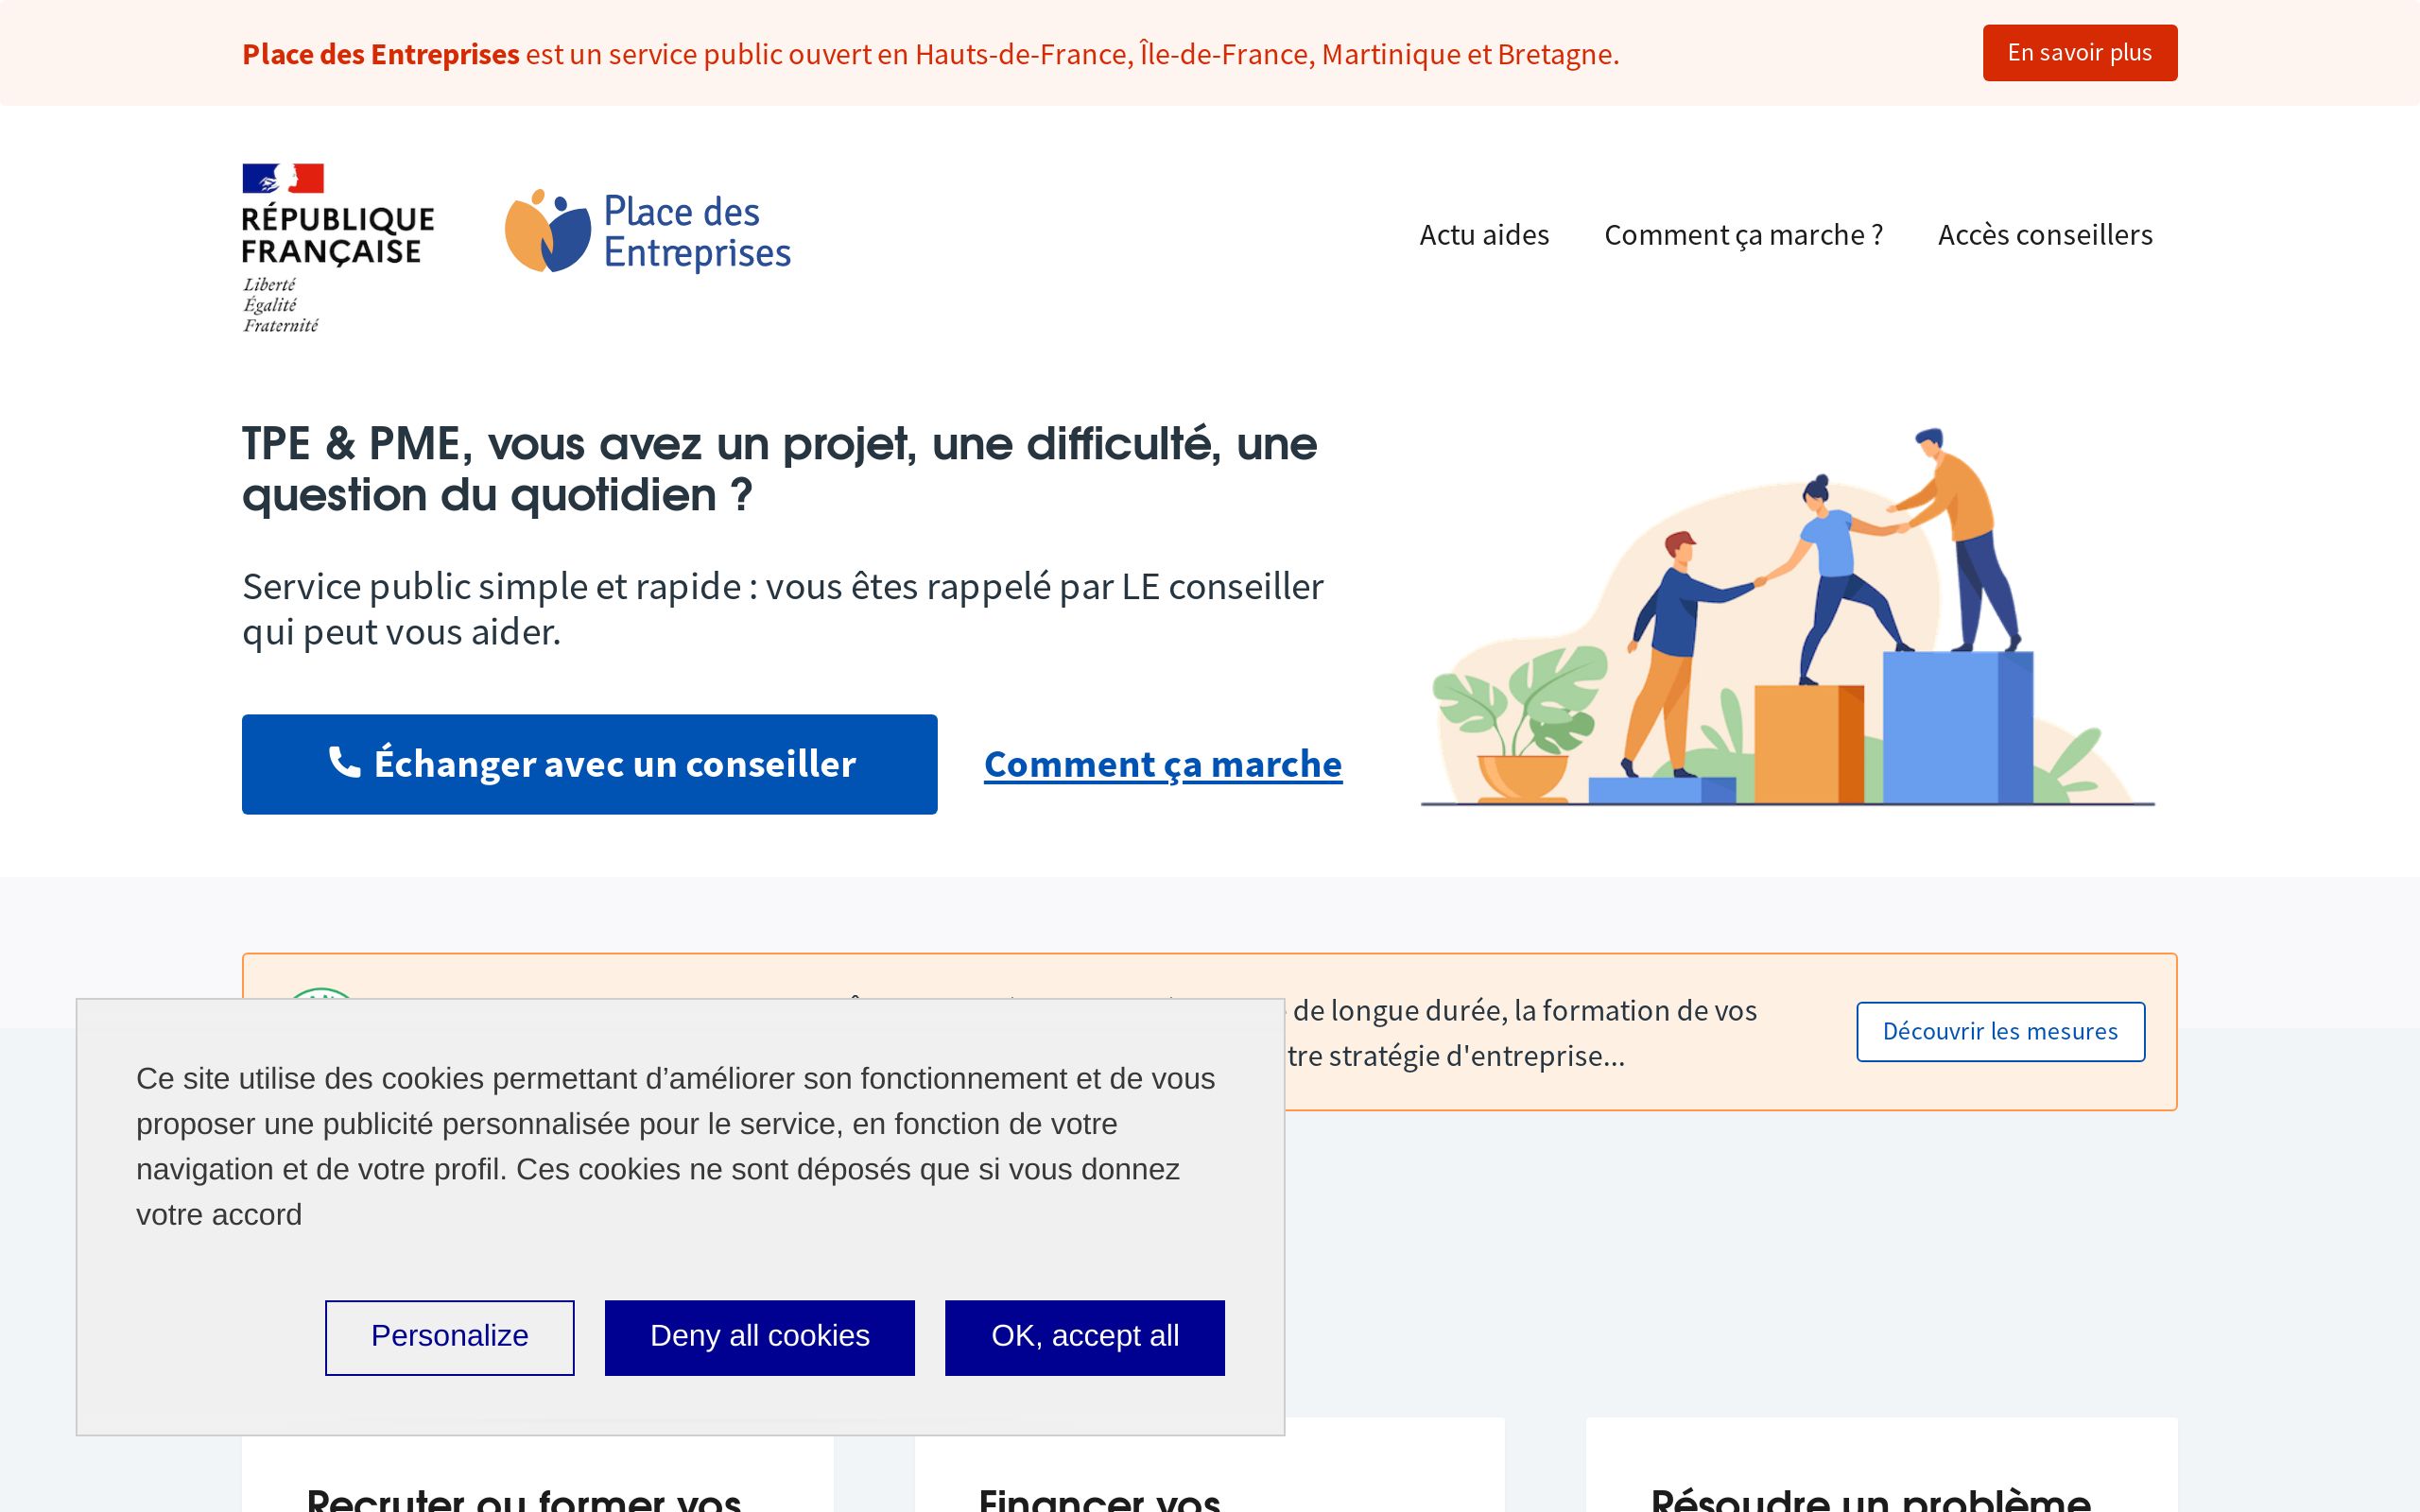 Place des Entreprises est un service public ouvert en Hauts-de-France, Île-de-France, Martinique et Bretagne.
En savoir plus
RÉPUBLIQUE
FRANÇAISE
Liberté
Égalité
Fraternité
Place des
Entreprises
Actu aides
Comment ça marche ?
Accès conseillers
TPE & PME, vous avez un projet, une difficulté, une
question du quotidien ?
Service public simple et rapide : vous êtes rappelé par LE conseiller
qui peut vous aider.
Échanger avec un conseiller
Comment ça marche
de longue durée, la formation de vos
stratégie d'entreprise...
Découvrir les mesures
Ce site utilise des cookies permettant d’améliorer son fonctionnement et de vous
proposer une publicité personnalisée pour le service, en fonction de votre
navigation et de votre profil. Ces cookies ne sont déposés que si vous donnez
votre accord
Personalize
Deny all cookies
OK, accept all
Recruter ou former vos
Financer vos
Résoudre un problème